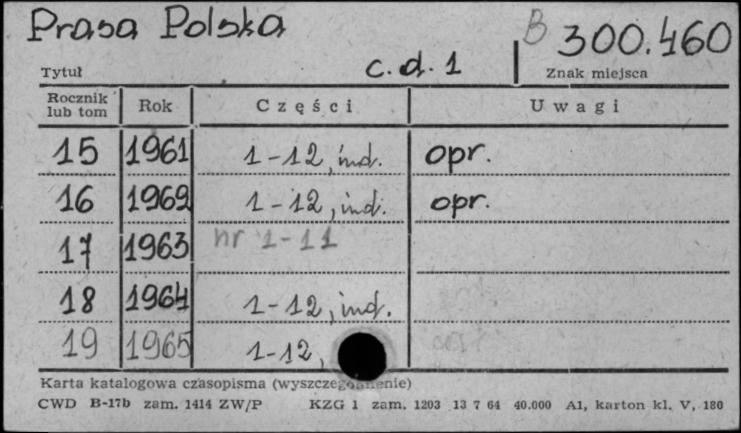 Prasa Polska B 300.460
Tytuł c.d. 1 Znak miejsca
Rocznik lub tom Rok Części Uwagi
15 1961 1-12, ind. opr.
16 1962 1-12, ind. opr.
17 1963 nr 1-11
18 1964 1-12, ind.
19 1965 1-12,
Karta katalogowa czasopisma (wyszczególnienie)
CWD B-17b zam. 1414 ZW/P KZG 1 zam. 1203 13 7 64 40.000 A1, karton kl. V, 180